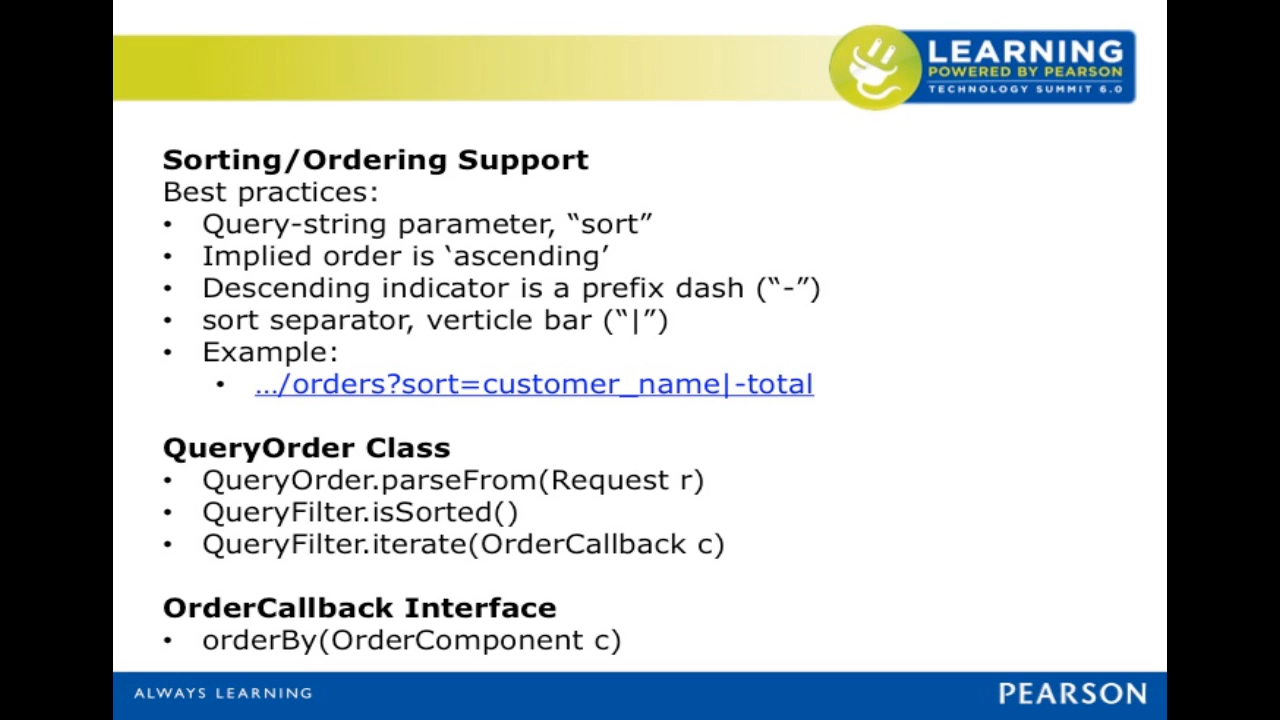 LEARNING
POWERED BY PEARSON
TECHNOLOGY SUMMIT 6.0
Sorting/Ordering Support
Best practices:
• Query-string parameter, “sort”
• Implied order is ‘ascending’
• Descending indicator is a prefix dash (“-”)
• sort separator, verticle bar (“|”)
• Example:
• …/orders?sort=customer_name|-total
QueryOrder Class
• QueryOrder.parseFrom(Request r)
• QueryFilter.isSorted()
• QueryFilter.iterate(OrderCallback c)
OrderCallback Interface
• orderBy(OrderComponent c)
ALWAYS LEARNING
PEARSON